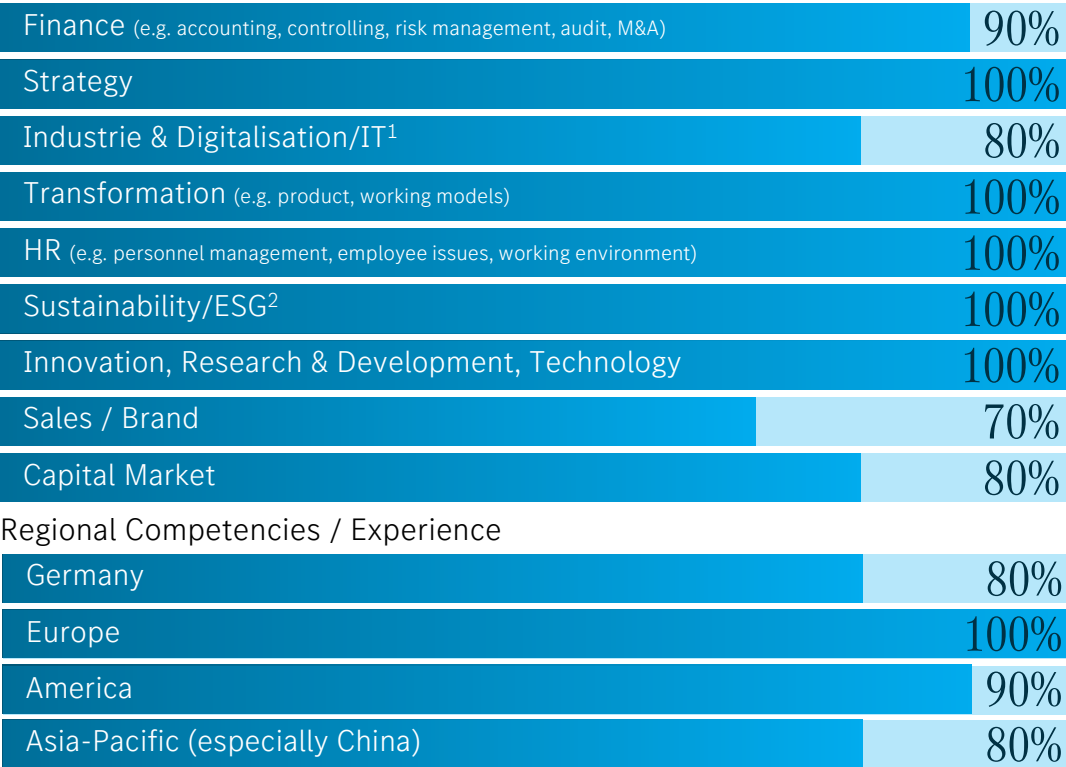 Finance (e.g. accounting, controlling, risk management, audit, M&A) 90%
Strategy 100%
Industrie & Digitalisation/IT¹ 80%
Transformation (e.g. product, working models) 100%
HR (e.g. personnel management, employee issues, working environment) 100%
Sustainability/ESG² 100%
Innovation, Research & Development, Technology 100%
Sales / Brand 70%
Capital Market 80%
Regional Competencies / Experience
Germany 80%
Europe 100%
America 90%
Asia-Pacific (especially China) 80%